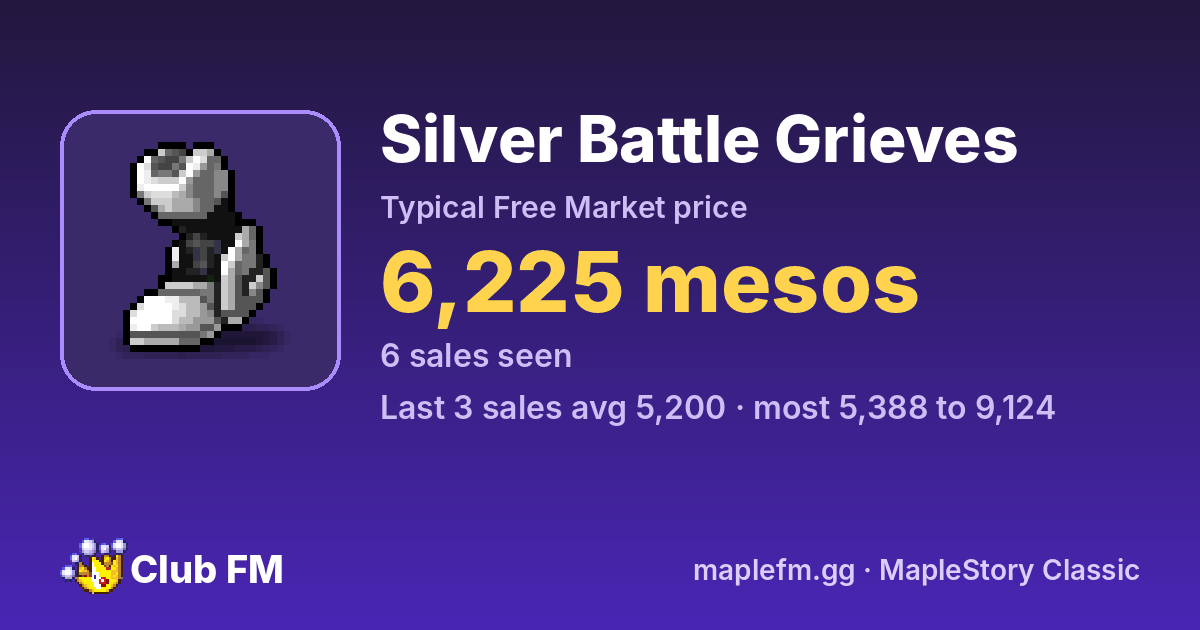 Silver Battle Grieves
Typical Free Market price
6,225 mesos
6 sales seen
Last 3 sales avg 5,200 · most 5,388 to 9,124
Club FM
maplefm.gg · MapleStory Classic